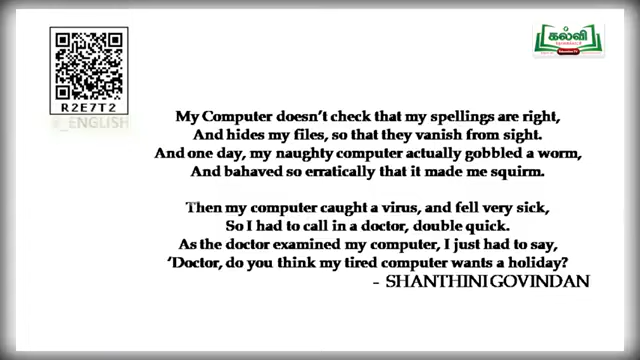 கல்வி
R2E7T2
_ENGLISH
My Computer doesn't check that my spellings are right,
And hides my files, so that they vanish from sight.
And one day, my naughty computer actually gobbled a worm,
And bahaved so erratically that it made me squirm.
Then my computer caught a virus, and fell very sick,
So I had to call in a doctor, double quick.
As the doctor examined my computer, I just had to say,
'Doctor, do you think my tired computer wants a holiday?
- SHANTHINI GOVINDAN